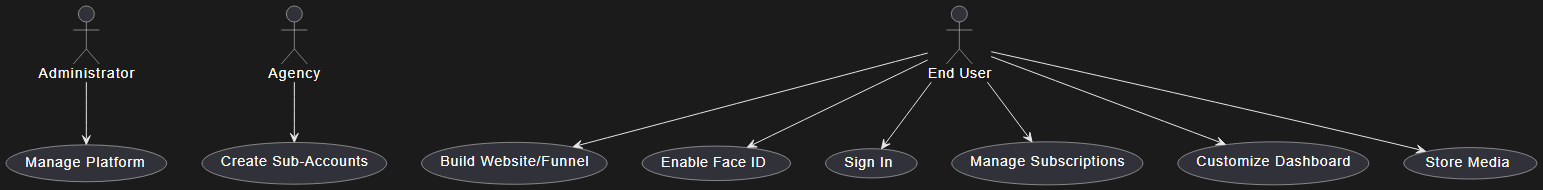 Administrator
Agency
End User
Manage Platform
Create Sub-Accounts
Build Website/Funnel
Enable Face ID
Sign In
Manage Subscriptions
Customize Dashboard
Store Media